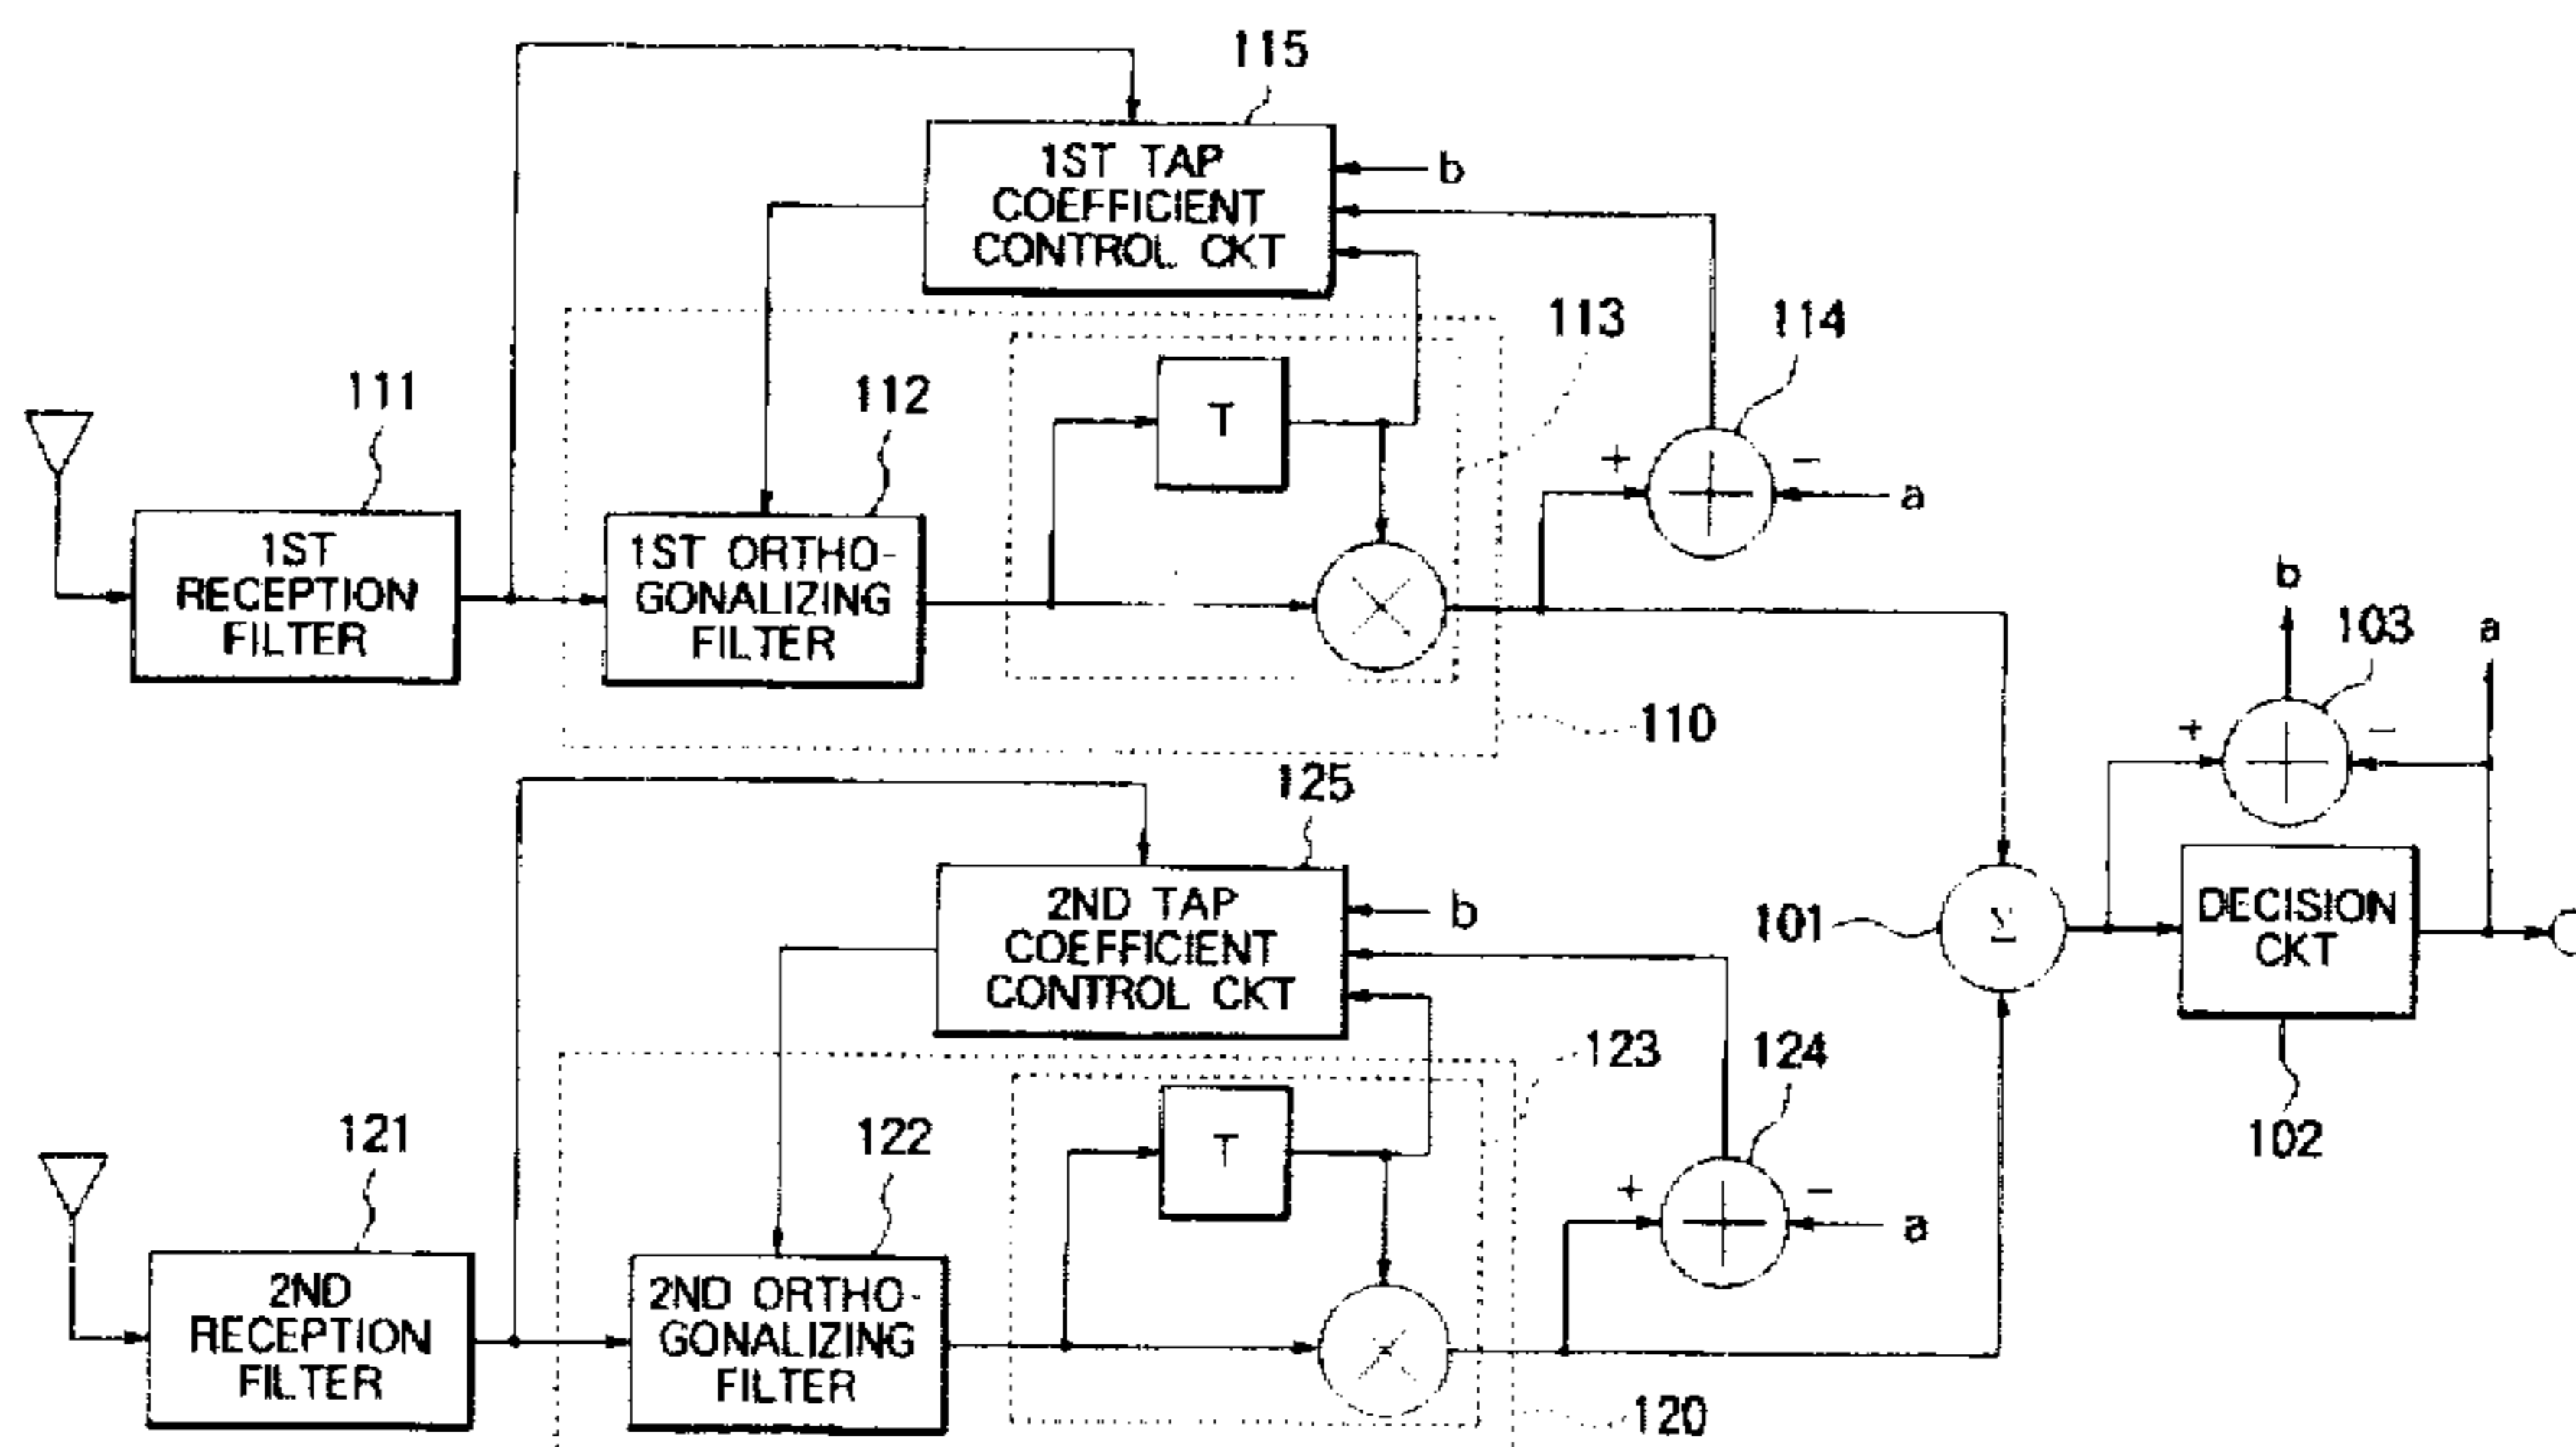 115
1ST TAP
COEFFICIENT
CONTROL CKT
b
113
114
111
112
T
+
-
a
1ST
RECEPTION
FILTER
1ST ORTHO-
GONALIZING
FILTER
b
103
a
110
+
-
125
2ND TAP
COEFFICIENT
CONTROL CKT
b
101
Σ
DECISION
CKT
123
124
102
121
122
T
+
-
a
2ND
RECEPTION
FILTER
2ND ORTHO-
GONALIZING
FILTER
120